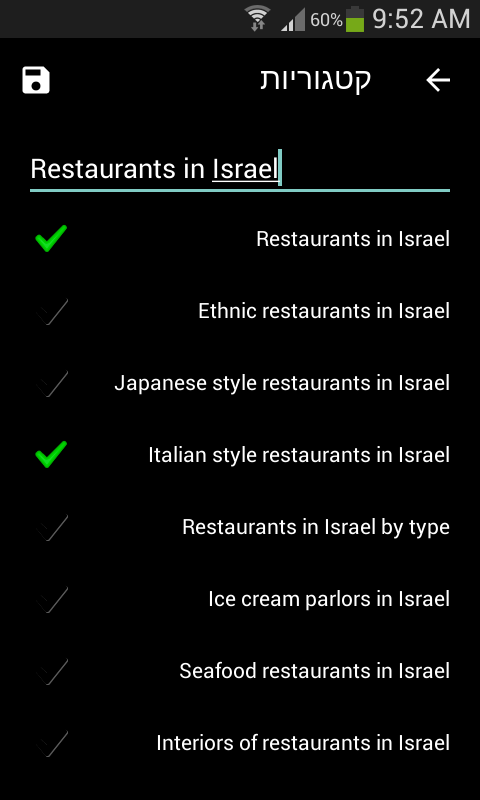 60% 9:52 AM
קטגוריות
Restaurants in Israel
Restaurants in Israel
Ethnic restaurants in Israel
Japanese style restaurants in Israel
Italian style restaurants in Israel
Restaurants in Israel by type
Ice cream parlors in Israel
Seafood restaurants in Israel
Interiors of restaurants in Israel